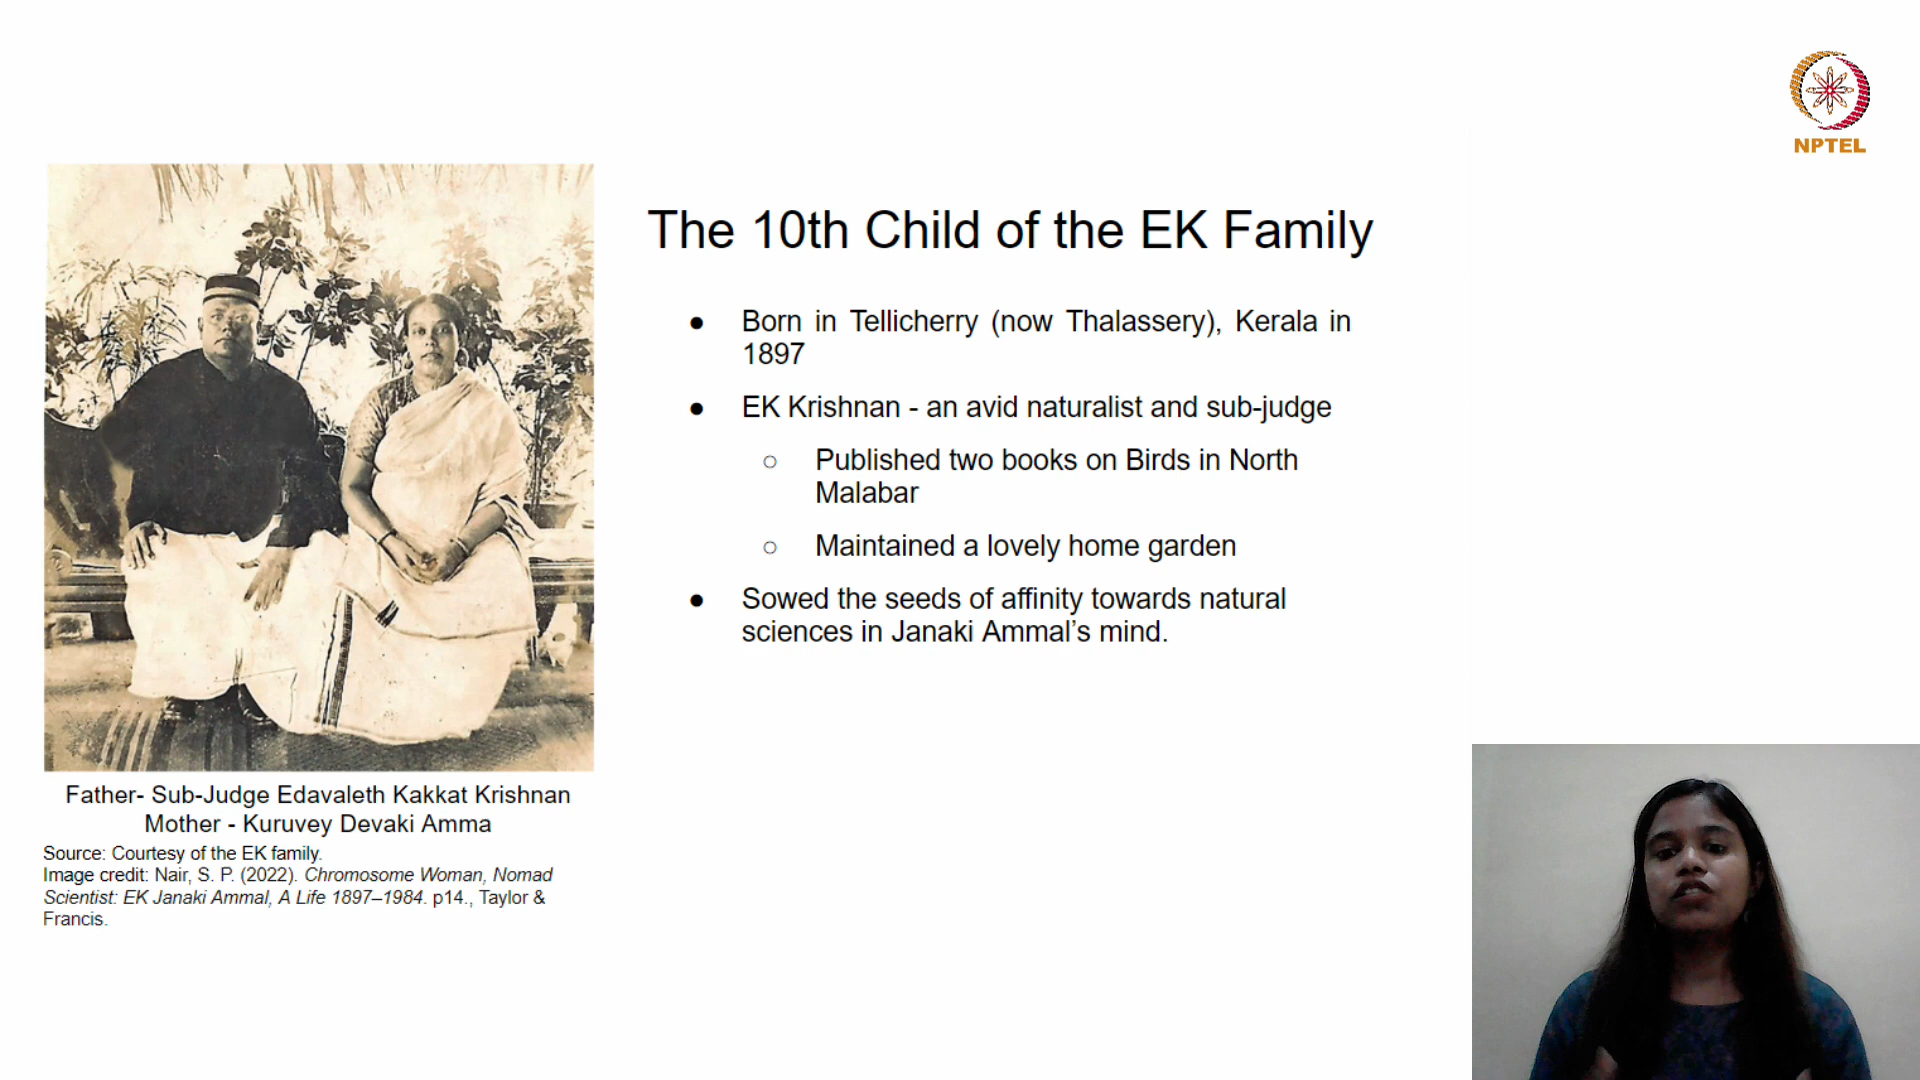 NPTEL
The 10th Child of the EK Family
● Born in Tellicherry (now Thalassery), Kerala in
1897
● EK Krishnan - an avid naturalist and sub-judge
○ Published two books on Birds in North
Malabar
○ Maintained a lovely home garden
● Sowed the seeds of affinity towards natural
sciences in Janaki Ammal's mind.
Father- Sub-Judge Edavaleth Kakkat Krishnan
Mother - Kuruvey Devaki Amma
Source: Courtesy of the EK family.
Image credit: Nair, S. P. (2022). Chromosome Woman, Nomad
Scientist: EK Janaki Ammal, A Life 1897–1984. p14., Taylor &
Francis.